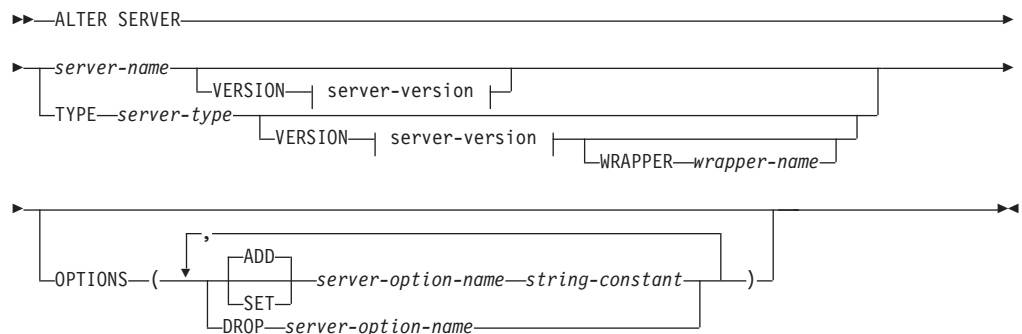 ALTER SERVER
server-name
VERSION server-version
TYPE server-type
VERSION server-version
WRAPPER wrapper-name
,
OPTIONS ( ADD server-option-name string-constant )
SET
DROP server-option-name